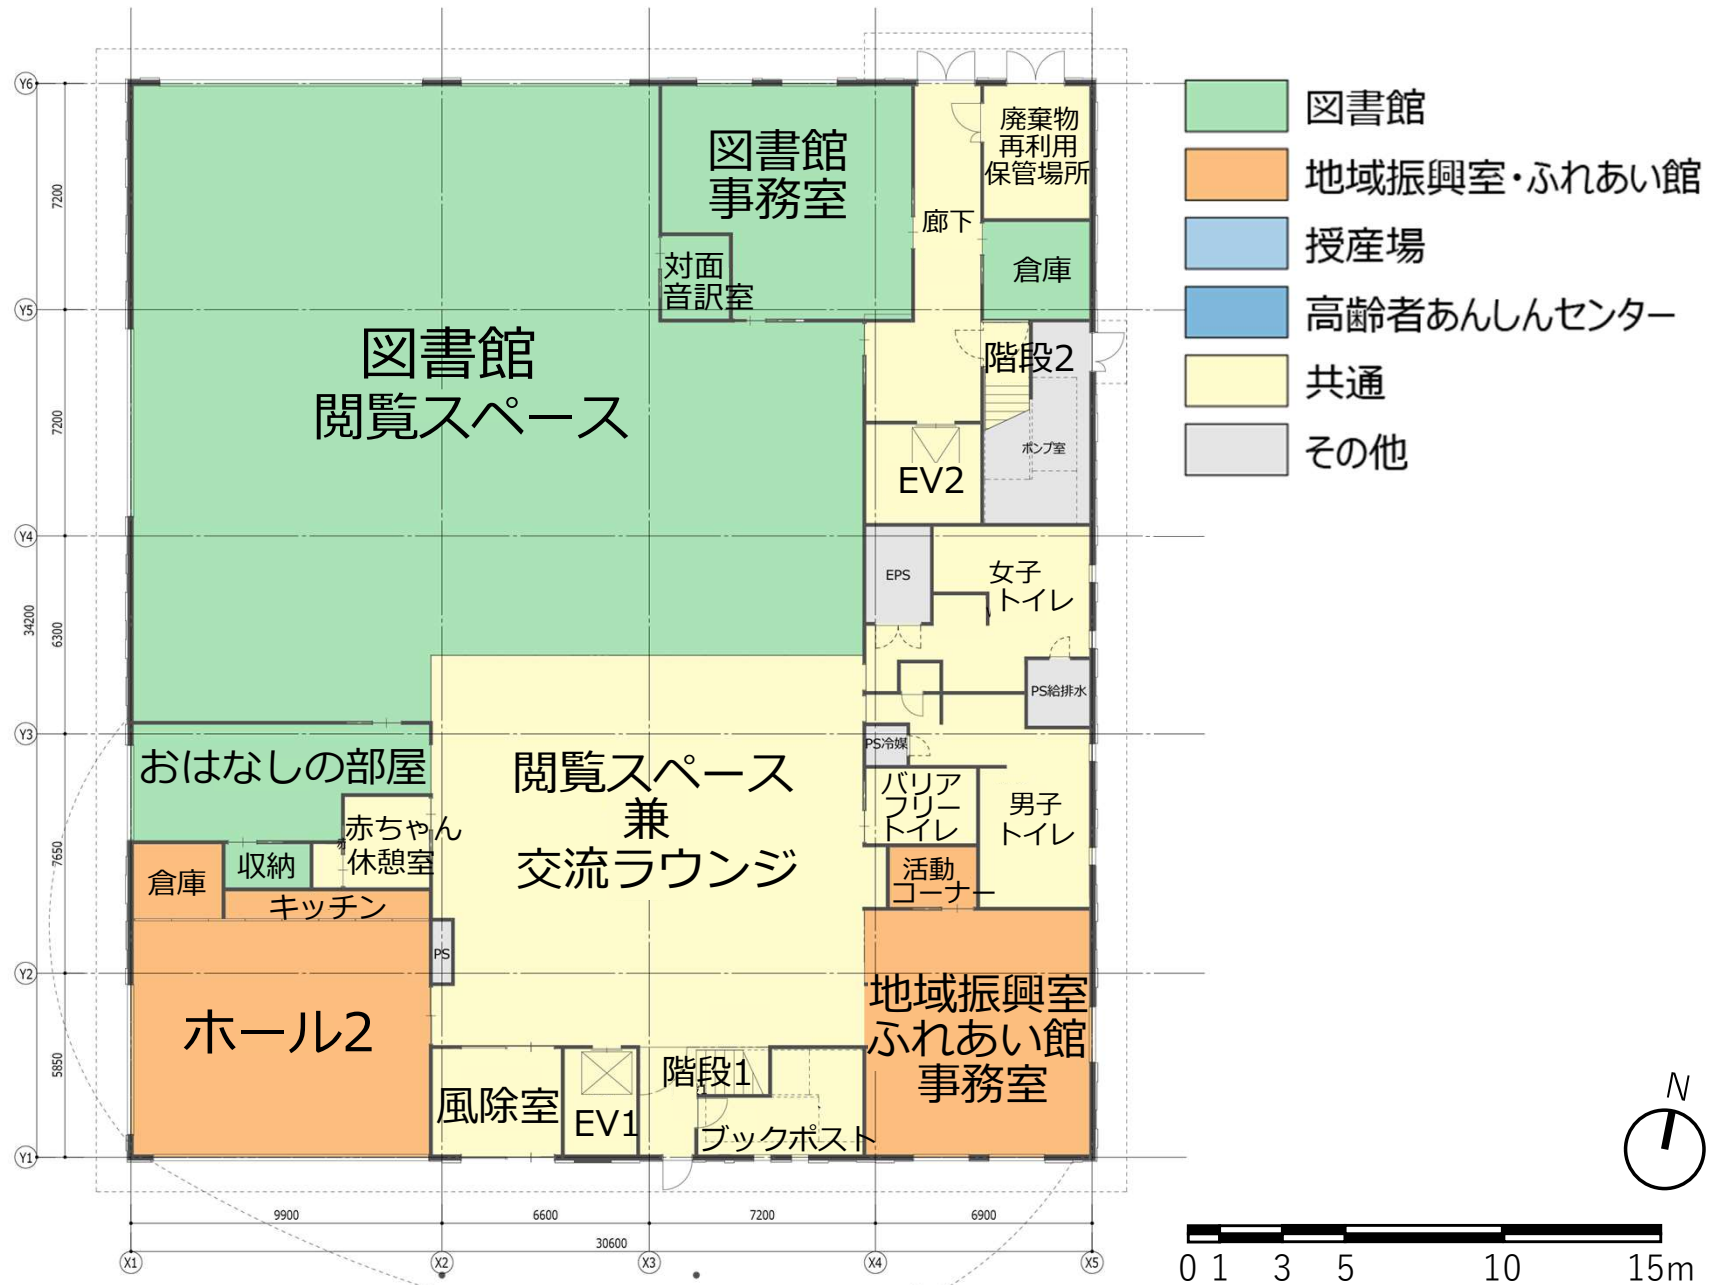 Y6
Y5
Y4
Y3
Y2
Y1
7200
7200
6300
7650
5850
34200
図書館
事務室
対面
音訳室
図書館
閲覧スペース
廊下
廃棄物
再利用
保管場所
倉庫
階段2
ポンプ室
EV2
EPS
女子
トイレ
PS給排水
PS冷媒
バリア
フリー
トイレ
男子
トイレ
活動
コーナー
おはなしの部屋
赤ちゃん
休憩室
収納
倉庫
キッチン
閲覧スペース
兼
交流ラウンジ
PS
ホール2
地域振興室
ふれあい館
事務室
風除室
EV1
階段1
ブックポスト
9900
6600
7200
6900
30600
X1
X2
X3
X4
X5
図書館
地域振興室・ふれあい館
授産場
高齢者あんしんセンター
共通
その他
N
0 1 3 5 10 15m